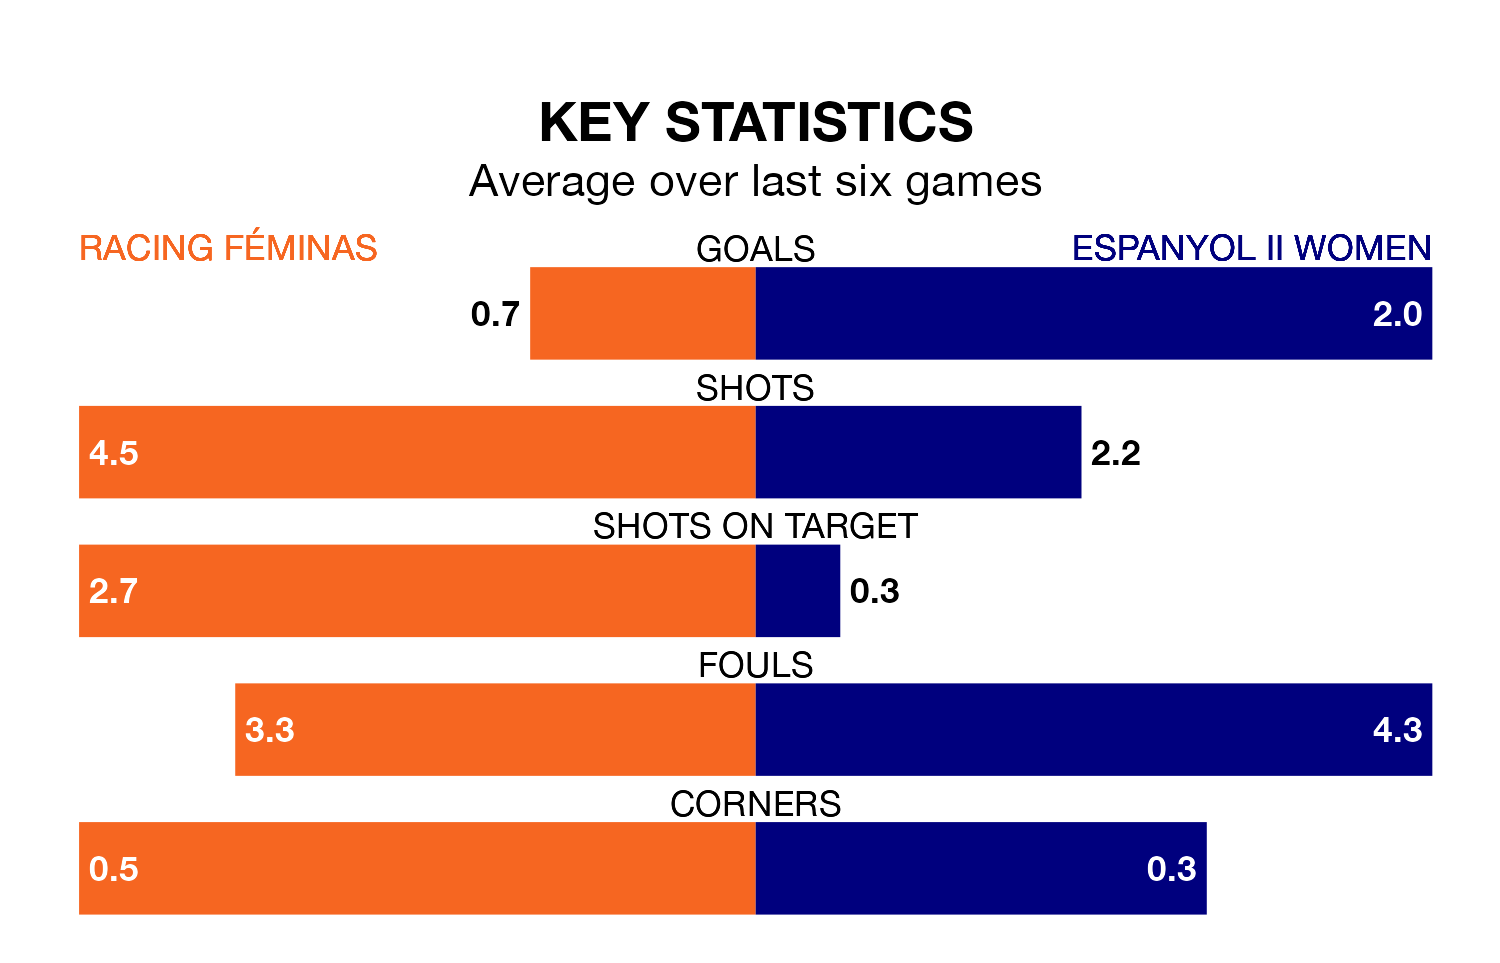 KEY STATISTICS
Average over last six games
RACING FÉMINAS
GOALS
ESPANYOL II WOMEN
0.7
2.0
SHOTS
4.5
2.2
SHOTS ON TARGET
2.7
0.3
FOULS
3.3
4.3
CORNERS
0.5
0.3